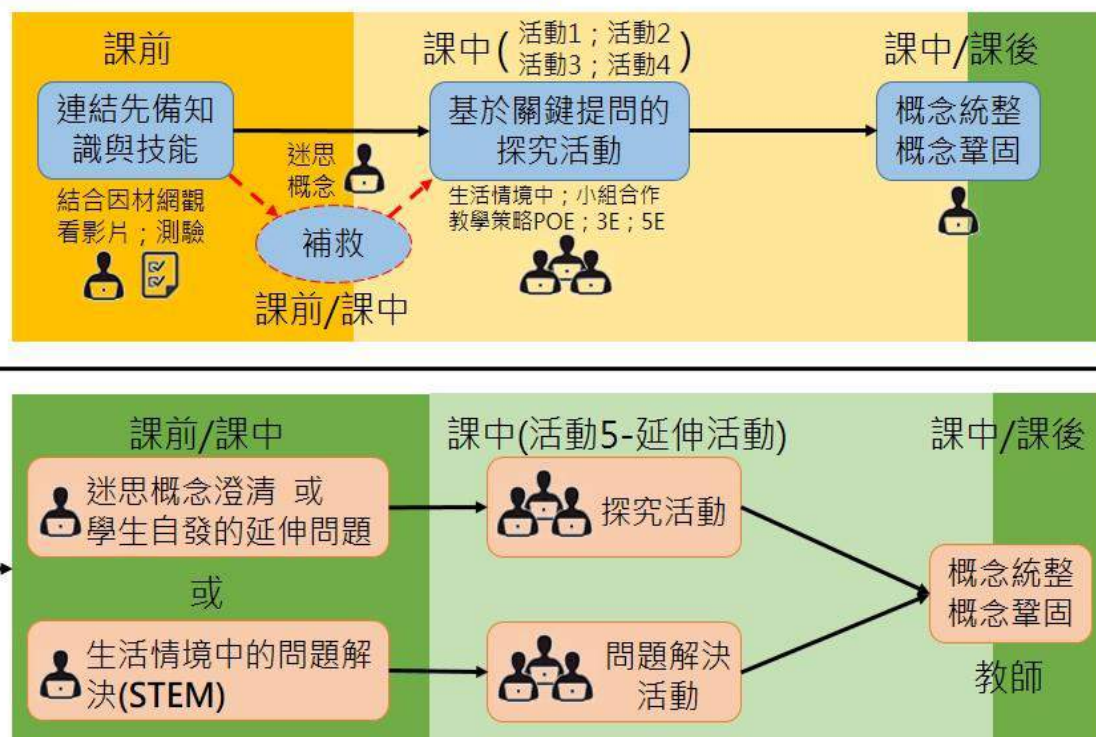 課前
連結先備知
識與技能
結合因材網觀
看影片；測驗
迷思
概念
補救
課前/課中
課中(活動1；活動2
活動3；活動4)
基於關鍵提問的
探究活動
生活情境中；小組合作
教學策略POE；3E；5E
課中/課後
概念統整
概念鞏固
課前/課中
迷思概念澄清 或
學生自發的延伸問題
或
生活情境中的問題解
決(STEM)
課中(活動5-延伸活動)
探究活動
問題解決
活動
課中/課後
概念統整
概念鞏固
教師